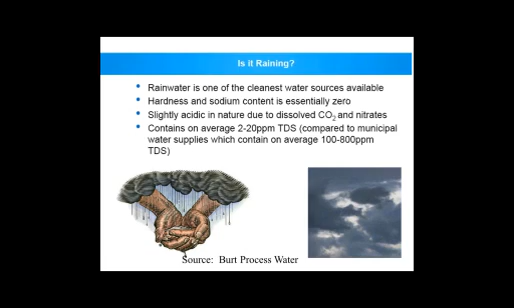 Is it Raining?
Rainwater is one of the cleanest water sources available
Hardness and sodium content is essentially zero
Slightly acidic in nature due to dissolved CO2 and nitrates
Contains on average 2-20ppm TDS (compared to municipal
water supplies which contain on average 100-800ppm
TDS)
Source: Burt Process Water